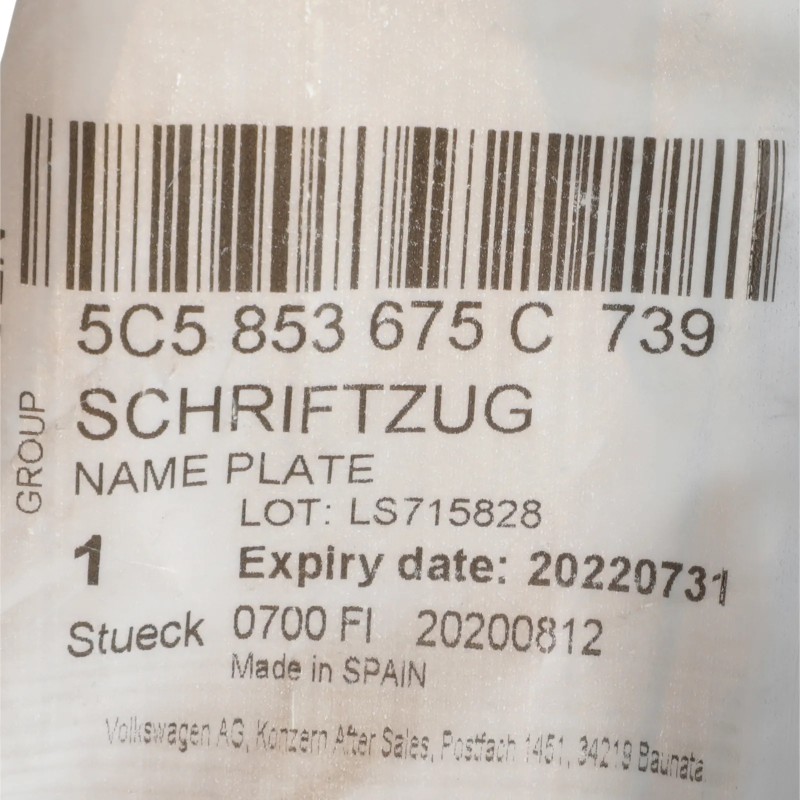 5C5 853 675 C 739
SCHRIFTZUG
NAME PLATE
LOT: LS715828
1 Expiry date: 20220731
Stueck 0700 FI 20200812
Made in SPAIN
Volkswagen AG, Konzern After Sales, Postfach 1451, 34219 Baunata
GROUP